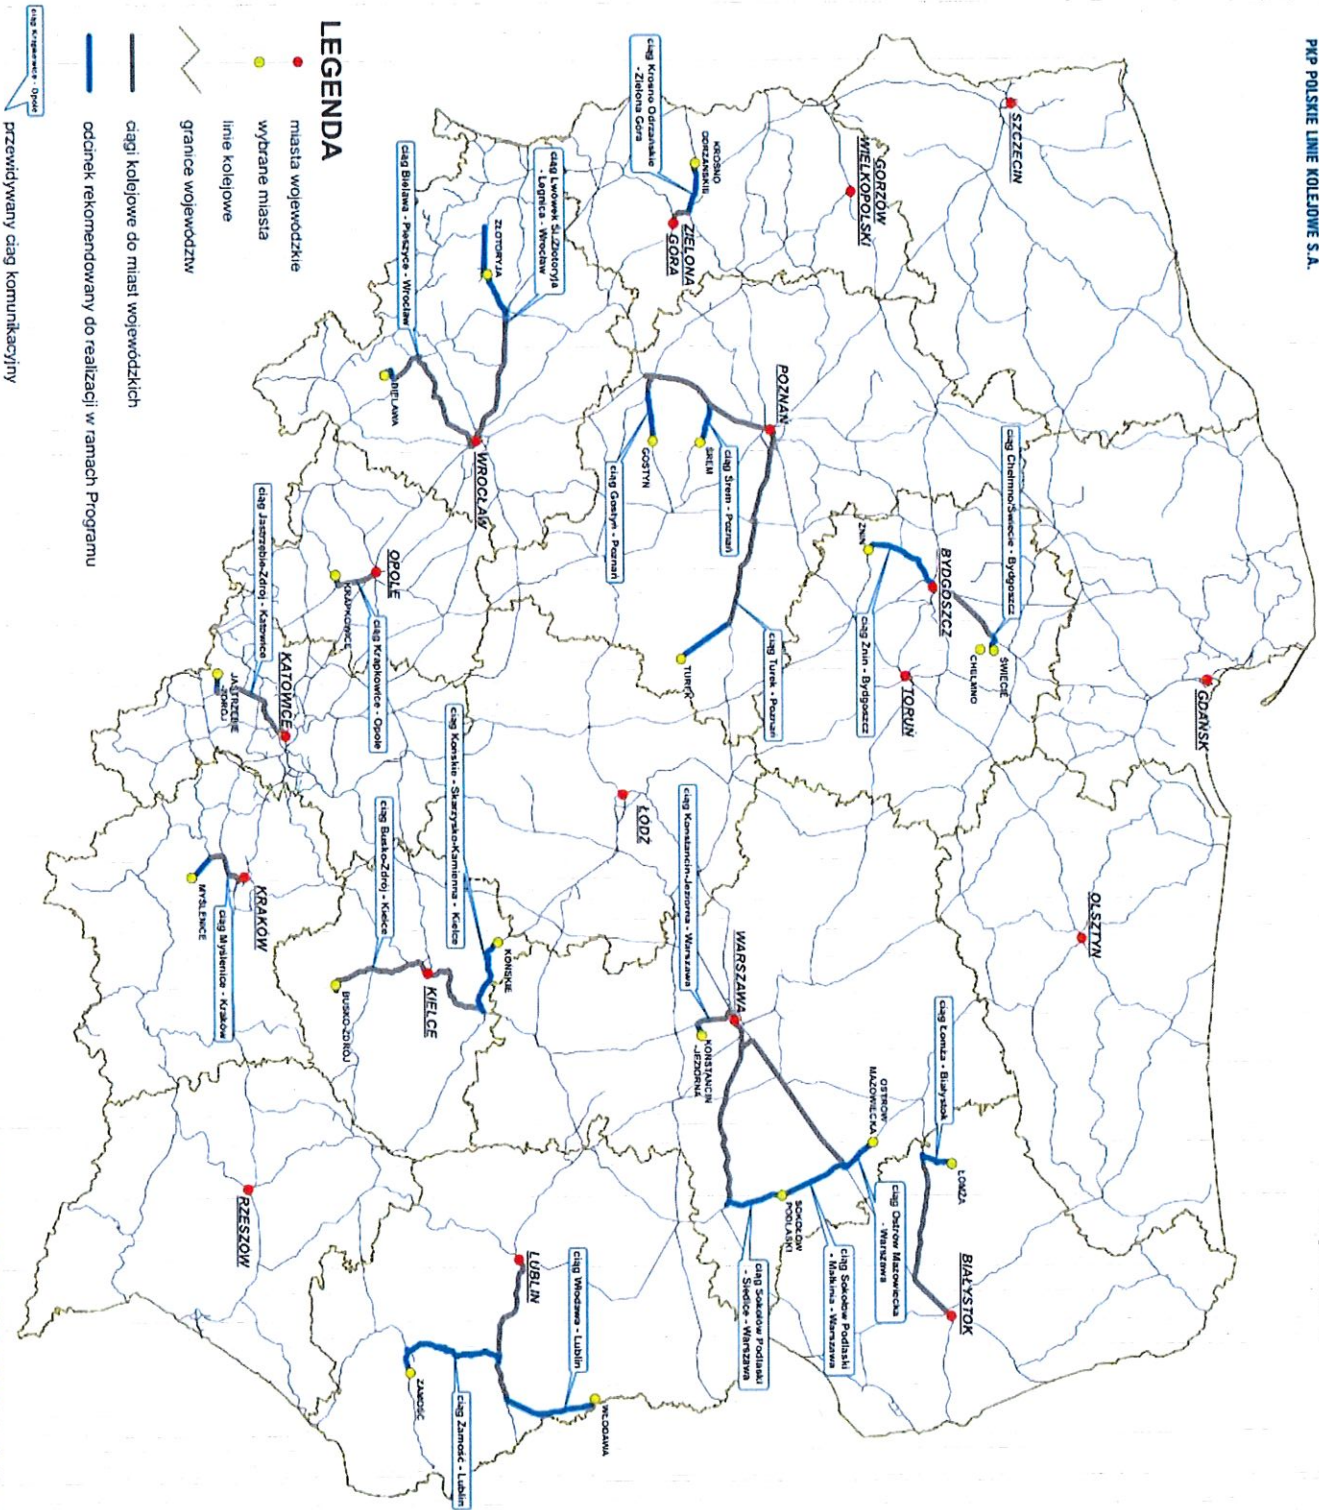 PKP POLSKIE LINIE KOLEJOWE S.A.
SZCZECIN
GORZÓW
WIELKOPOLSKI
ciąg Krosno Odrzańskie
- Zielona Góra
KROSNO
ODRZAŃSKIE
ZIELONA
GÓRA
GDAŃSK
OLSZTYN
ciąg Chełmno/Świecie - Bydgoszcz
ŚWIECIE
CHEŁMNO
BYDGOSZCZ
TORUŃ
ŻNIN
ciąg Żnin - Bydgoszcz
POZNAŃ
ciąg Śrem - Poznań
ŚREM
GOSTYŃ
ciąg Gostyń - Poznań
ciąg Turek - Poznań
TUREK
ciąg Łomża - Białystok
ŁOMŻA
BIAŁYSTOK
OSTRÓW
MAZOWIECKA
ciąg Ostrów Mazowiecka
- Warszawa
ciąg Sokołów Podlaski
- Małkinia - Warszawa
SOKOŁÓW
PODLASKI
ciąg Sokołów Podlaski
- Siedlce - Warszawa
WARSZAWA
ciąg Konstancin-Jeziorna - Warszawa
KONSTANCIN
-JEZIORNA
ŁÓDŹ
ciąg Lwówek Śl./Złotoryja
- Legnica - Wrocław
ZŁOTORYJA
ciąg Bielawa - Pieszyce - Wrocław
BIELAWA
WROCŁAW
OPOLE
KRAPKOWICE
ciąg Krapkowice - Opole
ciąg Jastrzębie-Zdrój - Katowice
KATOWICE
JASTRZĘBIE
-ZDRÓJ
ciąg Końskie - Skarżysko-Kamienna - Kielce
KOŃSKIE
ciąg Busko-Zdrój - Kielce
KIELCE
BUSKO-ZDRÓJ
KRAKÓW
MYŚLENICE
ciąg Myślenice - Kraków
RZESZÓW
LUBLIN
ciąg Włodawa - Lublin
WŁODAWA
ZAMOŚĆ
ciąg Zamość - Lublin
LEGENDA
miasta wojewódzkie
wybrane miasta
linie kolejowe
granice województw
ciągi kolejowe do miast wojewódzkich
odcinek rekomendowany do realizacji w ramach Programu
ciąg Krapkowice - Opole
przewidywany ciąg komunikacyjny